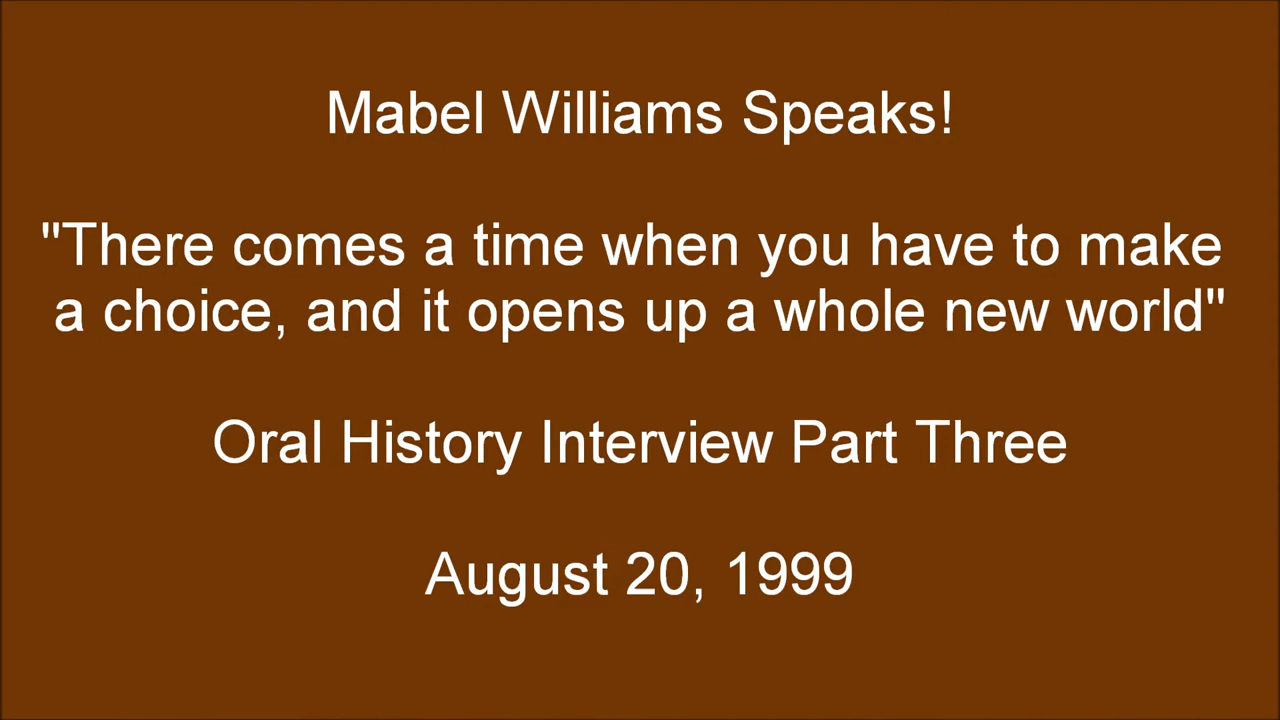 Mabel Williams Speaks!
"There comes a time when you have to make
a choice, and it opens up a whole new world"
Oral History Interview Part Three
August 20, 1999